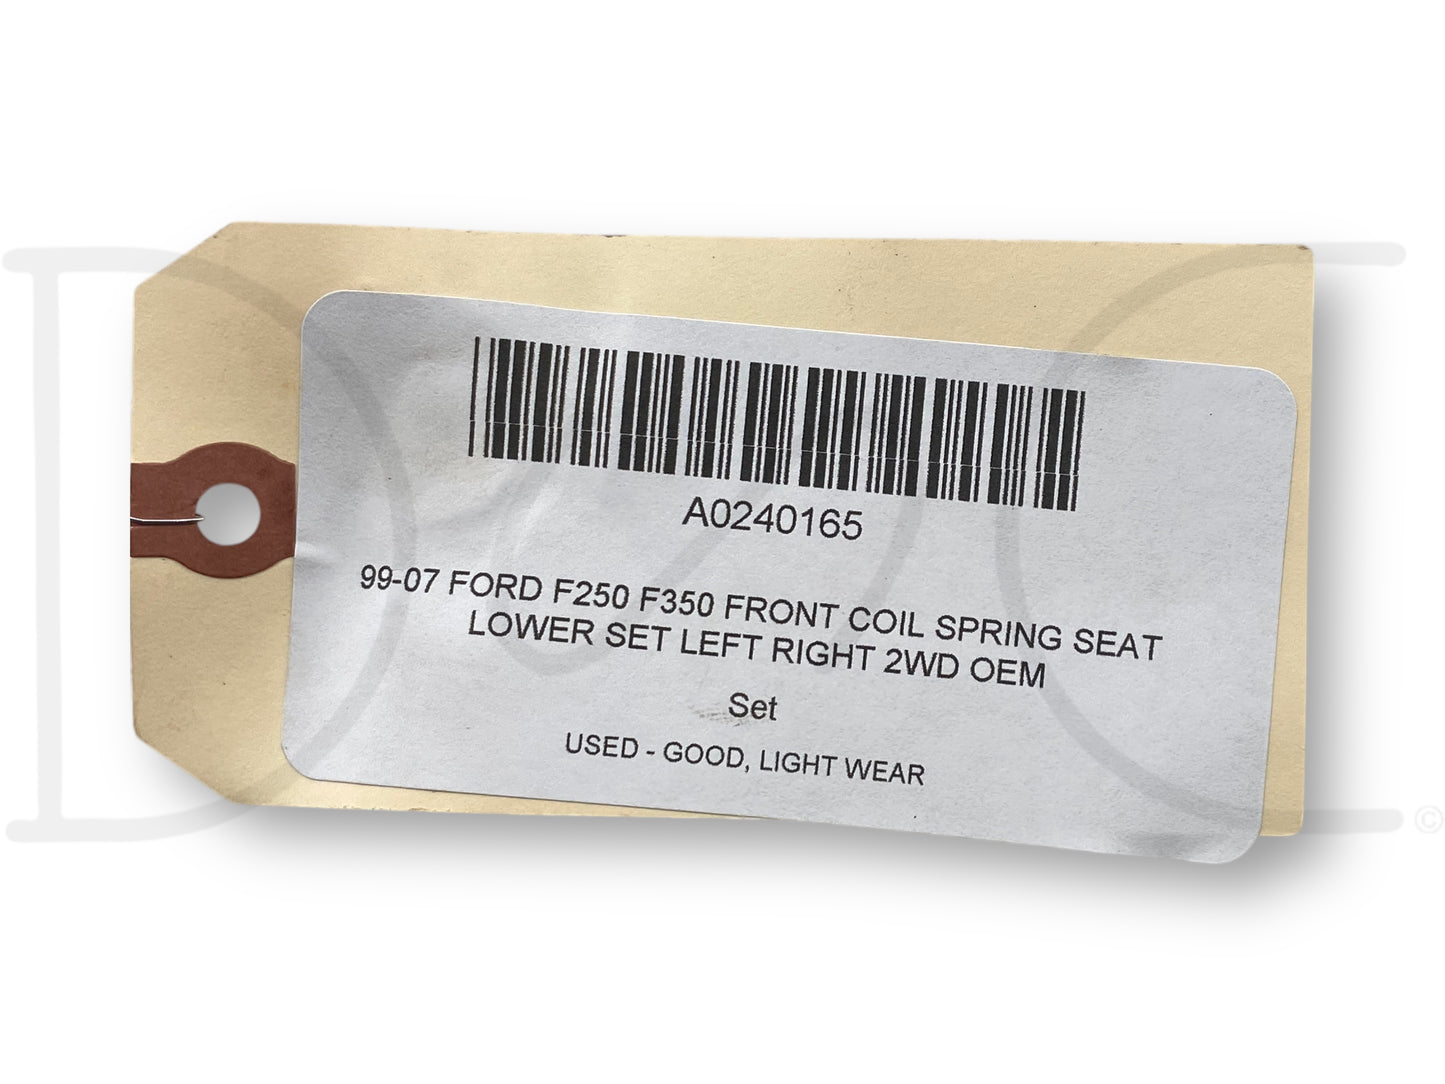 A0240165
99-07 FORD F250 F350 FRONT COIL SPRING SEAT
LOWER SET LEFT RIGHT 2WD OEM
Set
USED - GOOD, LIGHT WEAR
©